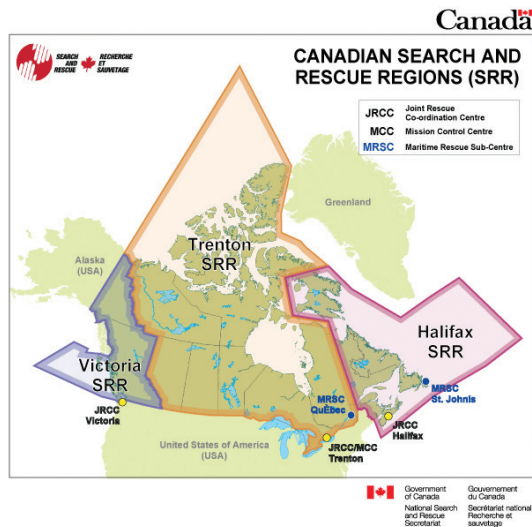 Canada
SEARCH
AND
RESCUE
RECHERCHE
ET
SAUVETAGE
CANADIAN SEARCH AND
RESCUE REGIONS (SRR)
JRCC Joint Rescue
Co-ordination Centre
MCC Mission Control Centre
MRSC Maritime Rescue Sub-Centre
Greenland
Trenton
SRR
Alaska
(USA)
Halifax
SRR
Victoria
SRR
MRSC
St. Johnis
MRSC
QuÉbec
JRCC
Victoria
JRCC
Halifax
United States of America
(USA)
JRCC/MCC
Trenton
Government
of Canada
Gouvernement
du Canada
National Search
and Rescue
Secretariat
Secrétariat national
Recherche et
sauvetage